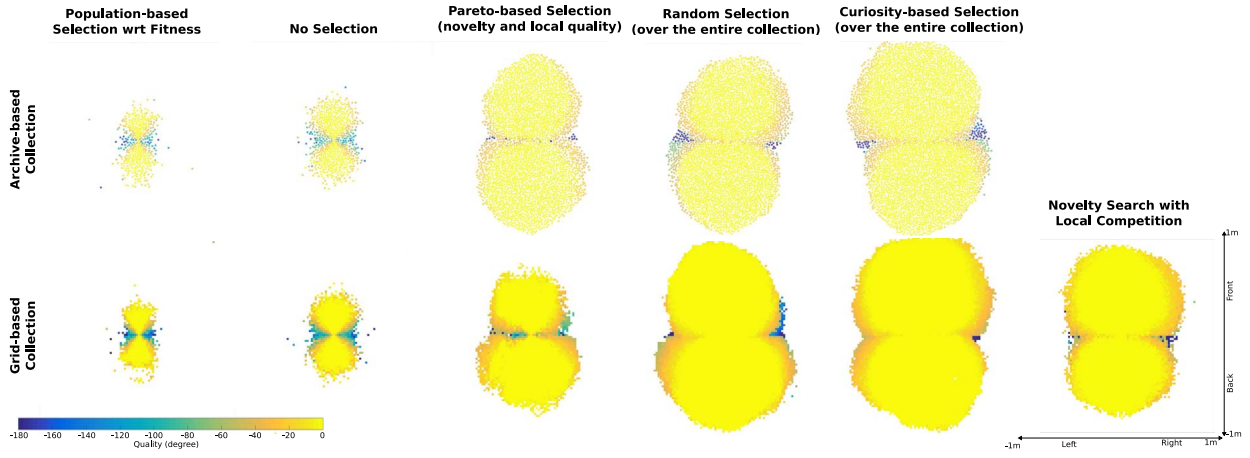 Population-based
Selection wrt Fitness
No Selection
Pareto-based Selection
(novelty and local quality)
Random Selection
(over the entire collection)
Curiosity-based Selection
(over the entire collection)
Archive-based
Collection
Novelty Search with
Local Competition
Grid-based
Collection
1m
Front
Back
-1m
-1m
Left
Right
1m
-180 -160 -140 -120 -100 -80 -60 -40 -20 0
Quality (degree)